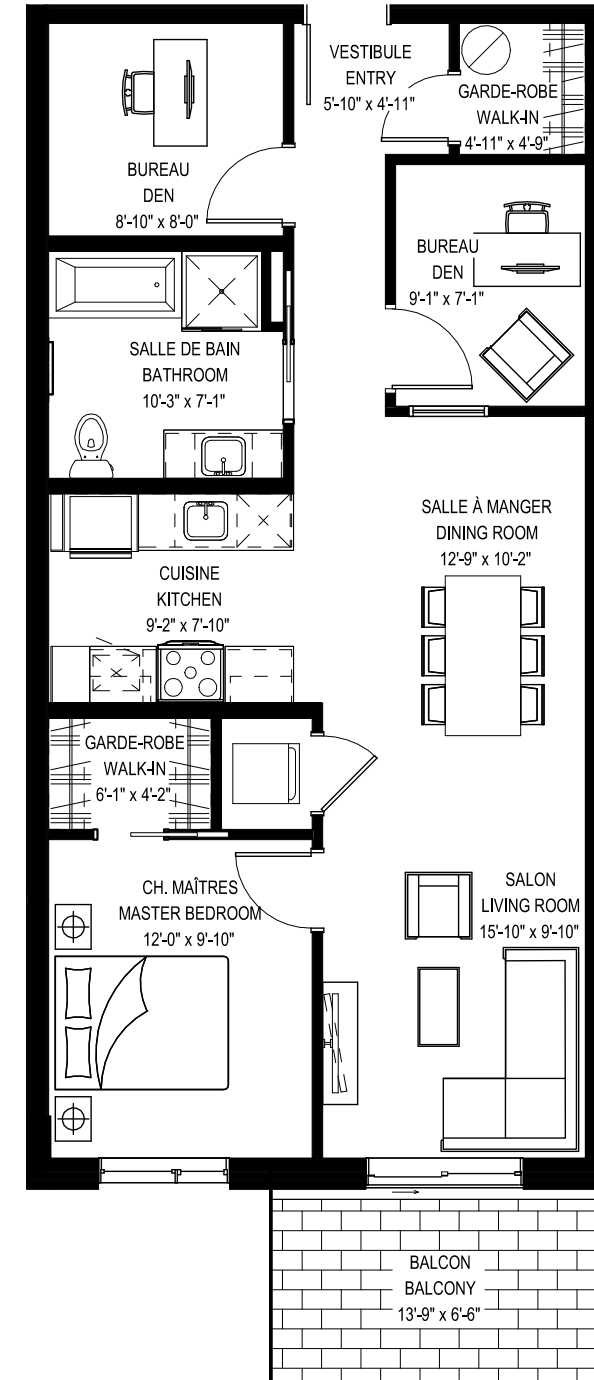 VESTIBULE
ENTRY
5'-10" x 4'-11"
GARDE-ROBE
WALK-IN
4'-11" x 4'-9"
BUREAU
DEN
8'-10" x 8'-0"
BUREAU
DEN
9'-1" x 7'-1"
SALLE DE BAIN
BATHROOM
10'-3" x 7'-1"
SALLE À MANGER
DINING ROOM
12'-9" x 10'-2"
CUISINE
KITCHEN
9'-2" x 7'-10"
GARDE-ROBE
WALK-IN
6'-1" x 4'-2"
CH. MAÎTRES
MASTER BEDROOM
12'-0" x 9'-10"
SALON
LIVING ROOM
15'-10" x 9'-10"
BALCON
BALCONY
13'-9" x 6'-6"